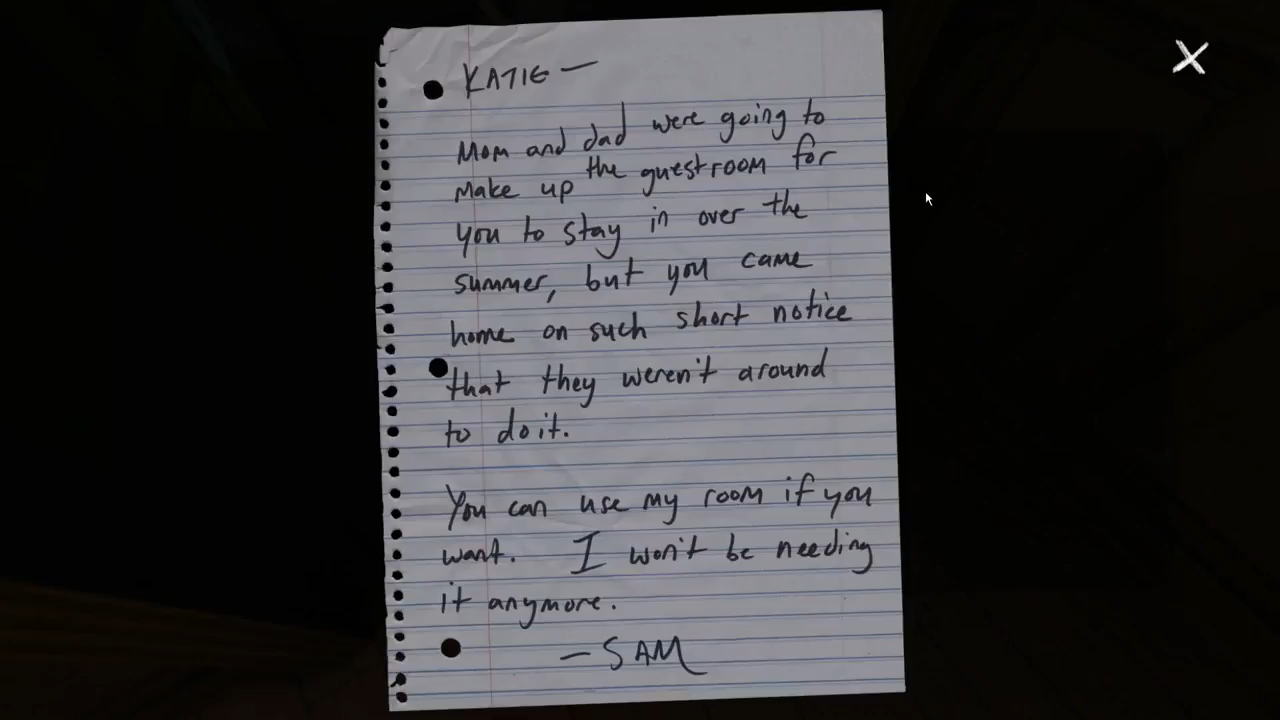 KATIE —
Mom and dad were going to
make up the guestroom for
you to stay in over the
summer, but you came
home on such short notice
that they weren't around
to do it.
You can use my room if you
want. I won't be needing
it anymore.
— SAM